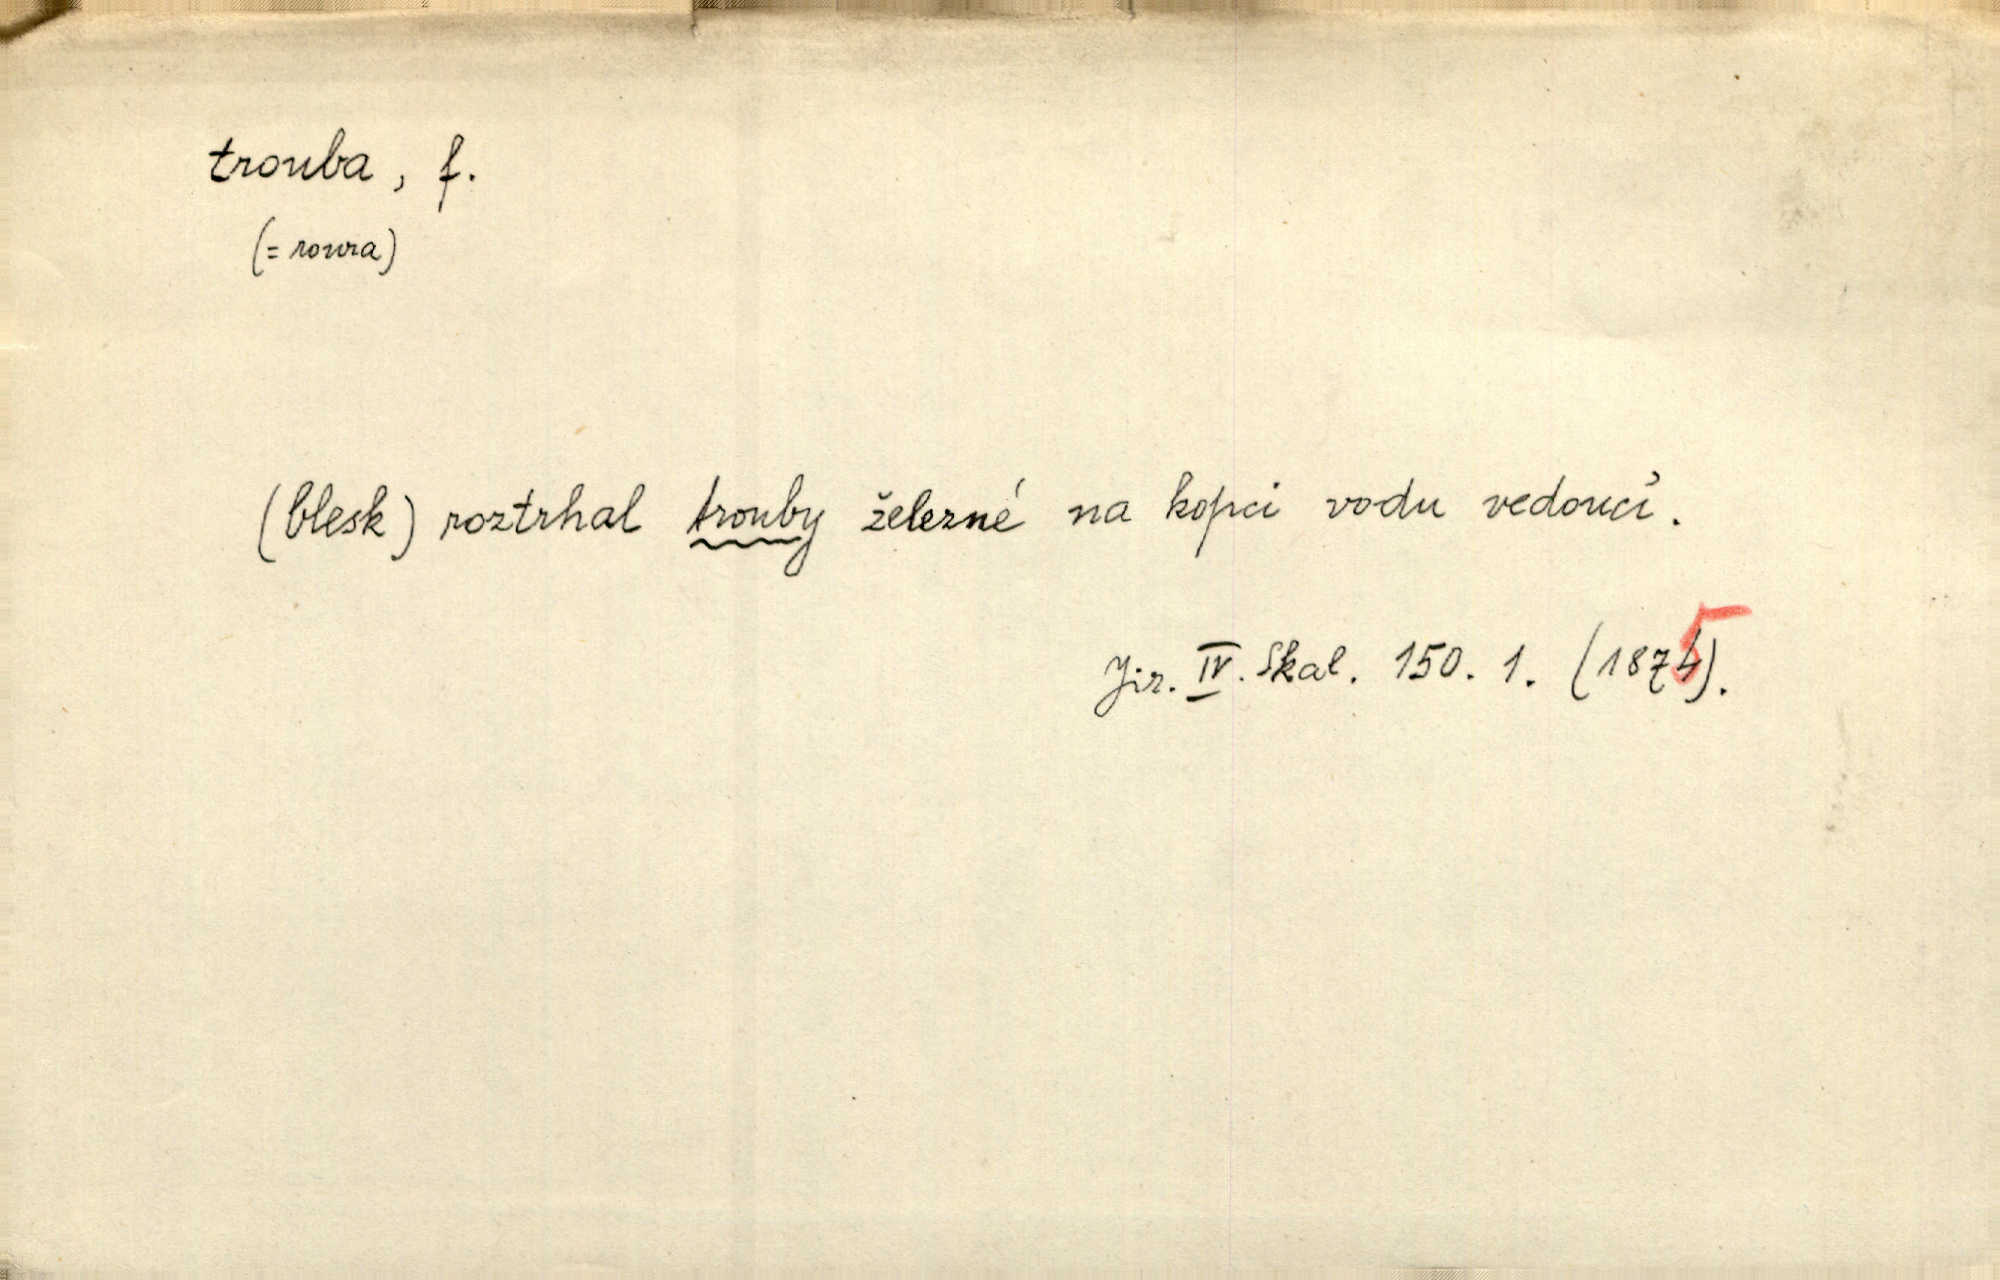 trouba, f.
(= roura)
(blesk) roztrhal trouby železné na kopci vodu vedoucí.
Jir. IV. Skal. 150. 1. (1875).